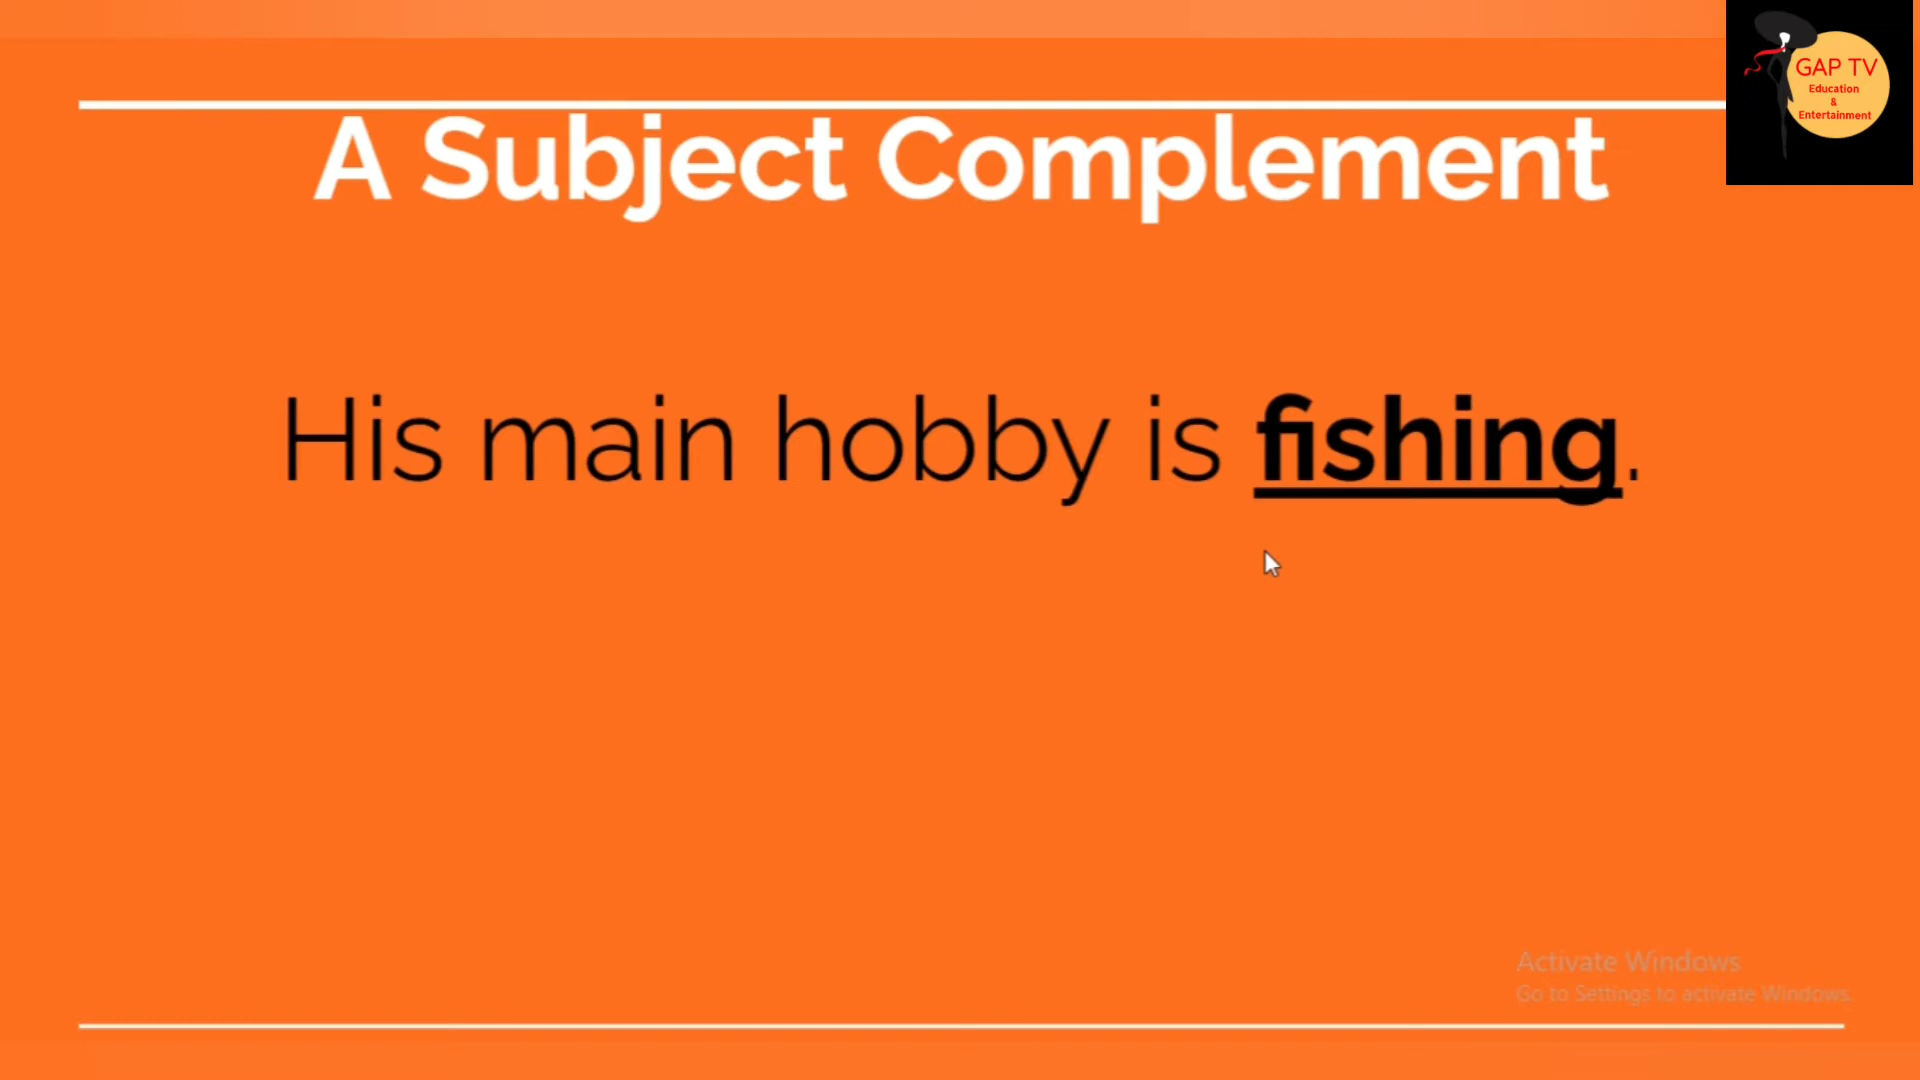 A Subject Complement
GAP TV
Education
&
Entertainment
His main hobby is fishing.
Activate Windows
Go to Settings to activate Windows.